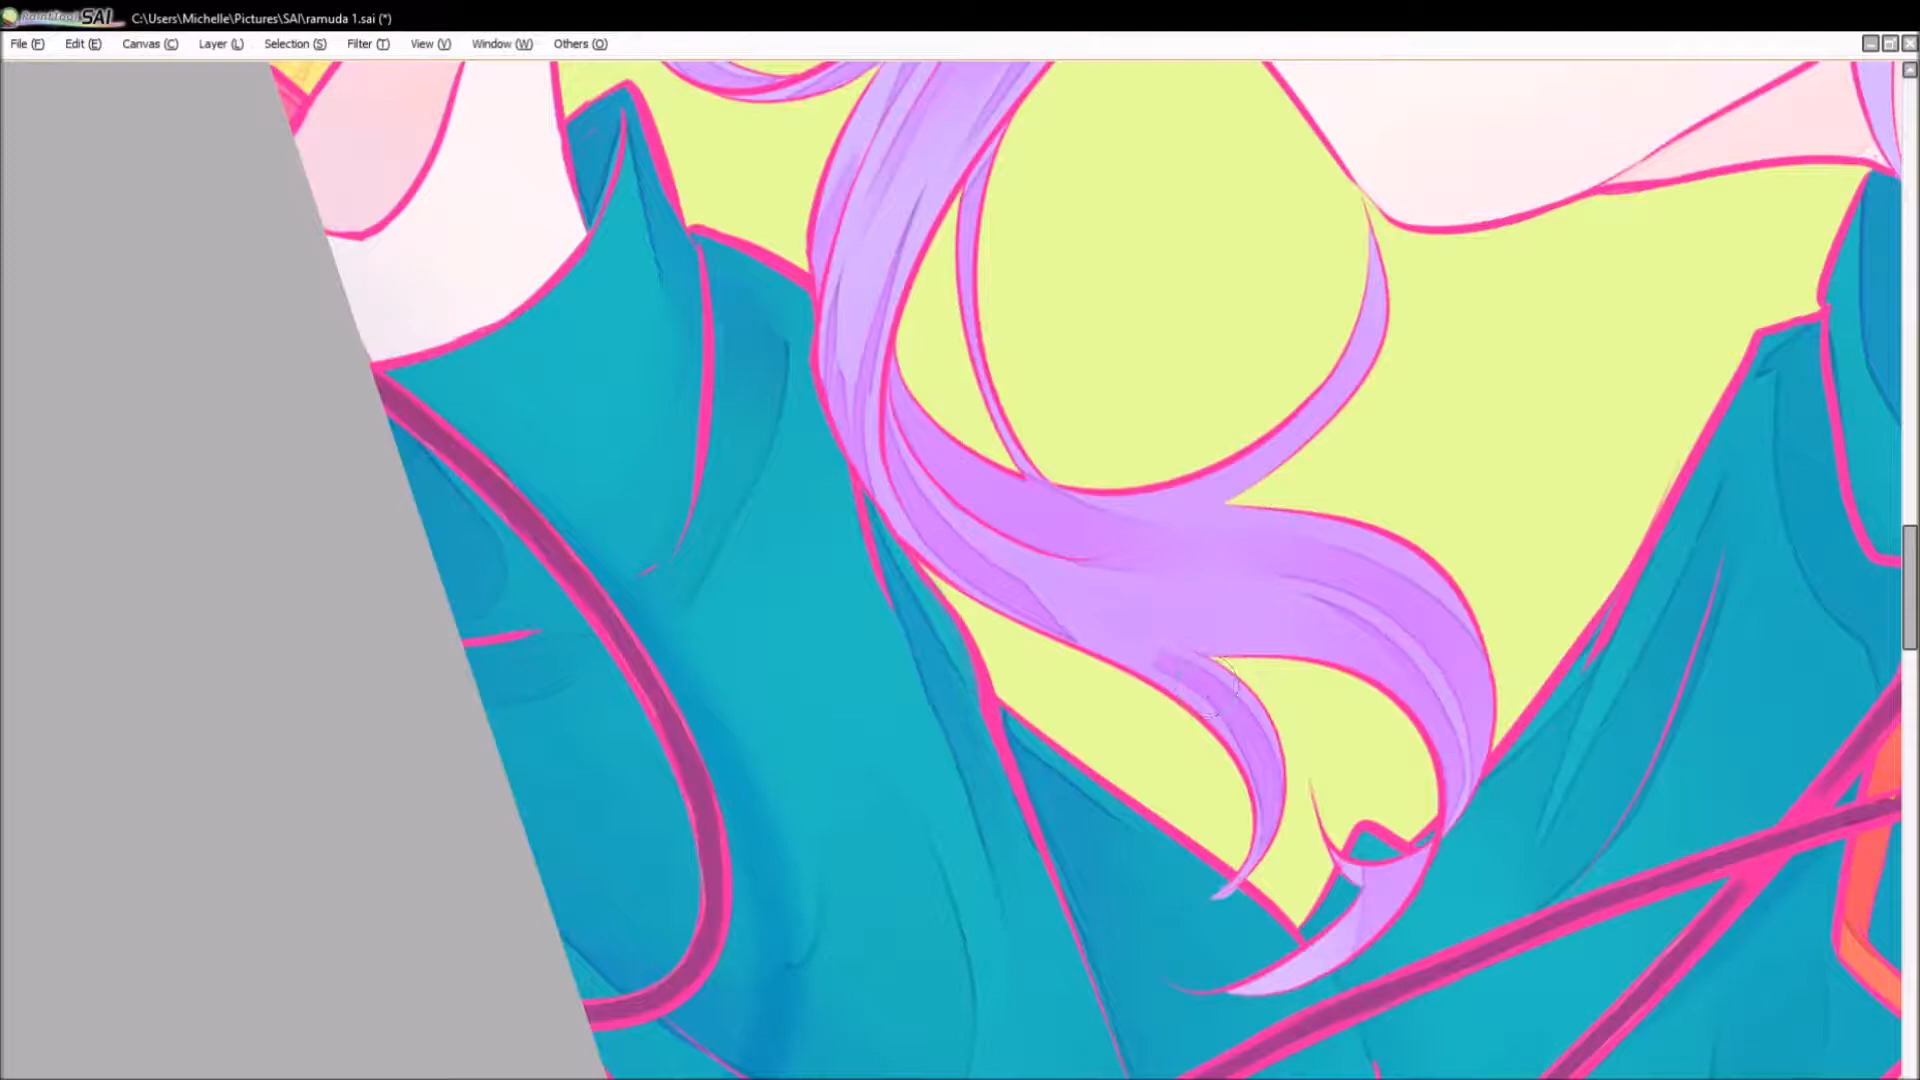 PaintTool SAI C:\Users\Michelle\Pictures\SAI\ramuda 1.sai (*)
File (F) Edit (E) Canvas (C) Layer (L) Selection (S) Filter (T) View (V) Window (W) Others (O)